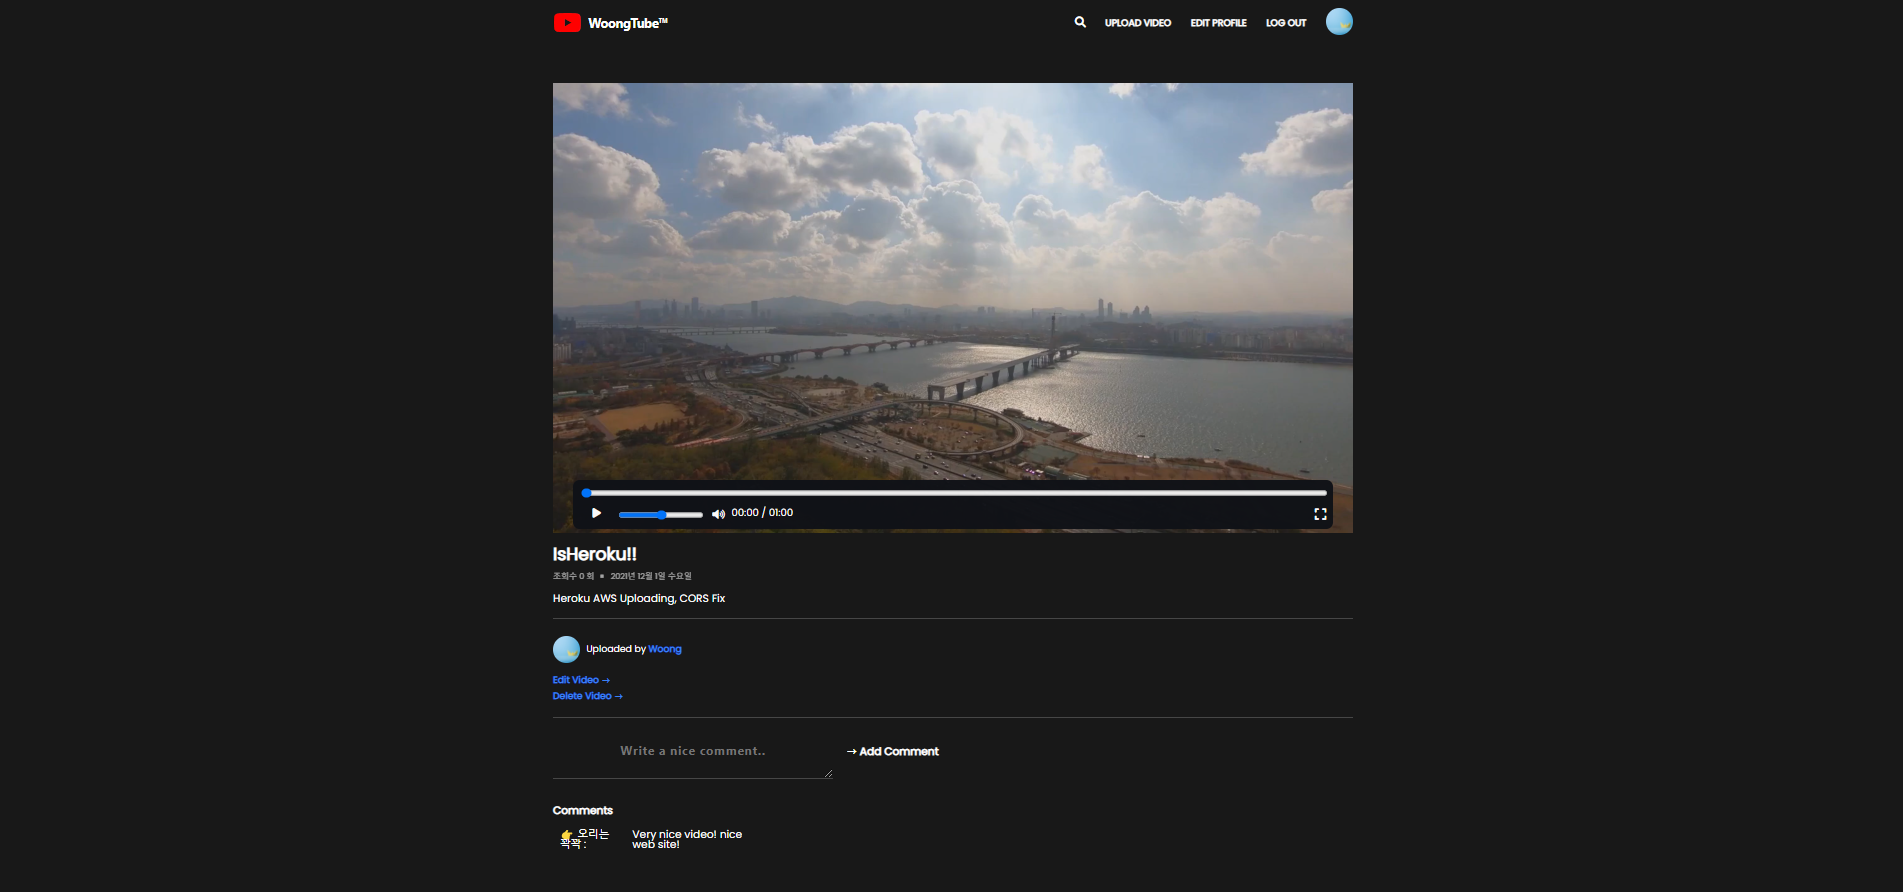 WoongTube™
UPLOAD VIDEO
EDIT PROFILE
LOG OUT
00:00 / 01:00
IsHeroku!!
조회수 0 회 • 2021년 12월 1일 수요일
Heroku AWS Uploading, CORS Fix
Uploaded by Woong
Edit Video →
Delete Video →
Write a nice comment..
→ Add Comment
Comments
👉 오리는
꽥꽥 :
Very nice video! nice
web site!